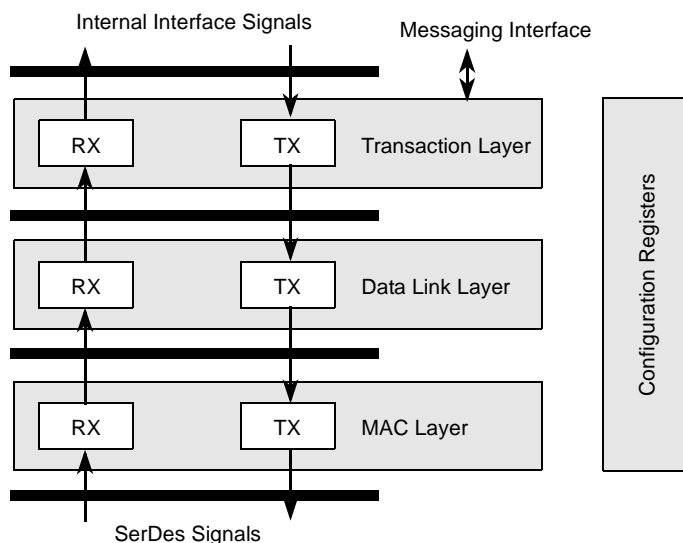 Internal Interface Signals
Messaging Interface
RX
TX
Transaction Layer
RX
TX
Data Link Layer
RX
TX
MAC Layer
SerDes Signals
Configuration Registers